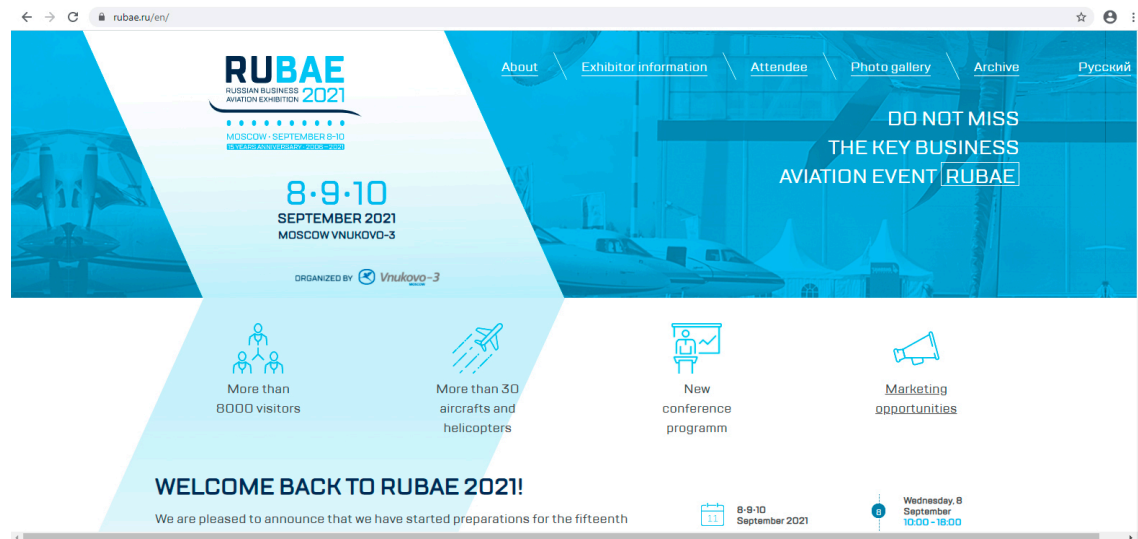 rubae.ru/en/
RUBAE
RUSSIAN BUSINESS
AVIATION EXHIBITION 2021
MOSCOW · SEPTEMBER 8-10
15 YEARS ANNIVERSARY · 2006 - 2021
8·9·10
SEPTEMBER 2021
MOSCOW VNUKOVO-3
ORGANIZED BY Vnukovo-3
About
Exhibitor information
Attendee
Photo gallery
Archive
Русский
DO NOT MISS
THE KEY BUSINESS
AVIATION EVENT RUBAE
More than
8000 visitors
More than 30
aircrafts and
helicopters
New
conference
programm
Marketing
opportunities
WELCOME BACK TO RUBAE 2021!
We are pleased to announce that we have started preparations for the fifteenth
11
8-9-10
September 2021
8
Wednesday, 8
September
10:00 - 18:00